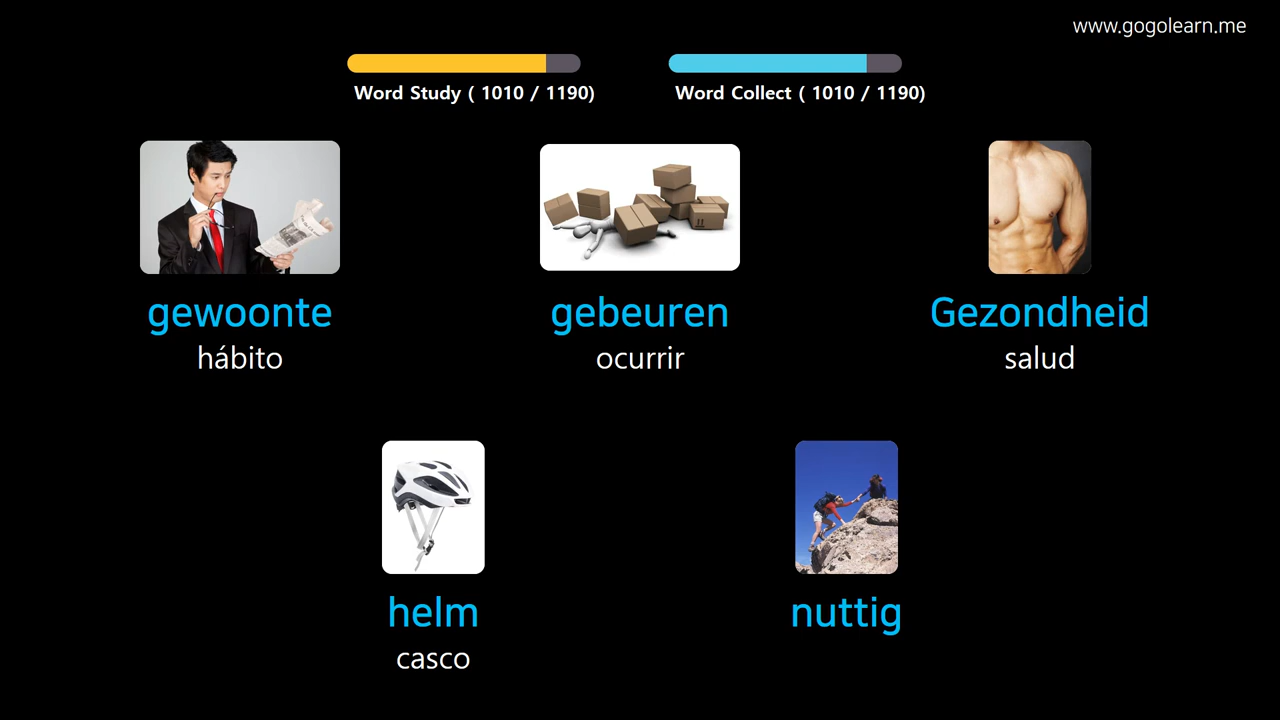 www.gogolearn.me
Word Study ( 1010 / 1190)
Word Collect ( 1010 / 1190)
gewoonte
hábito
gebeuren
ocurrir
Gezondheid
salud
helm
casco
nuttig